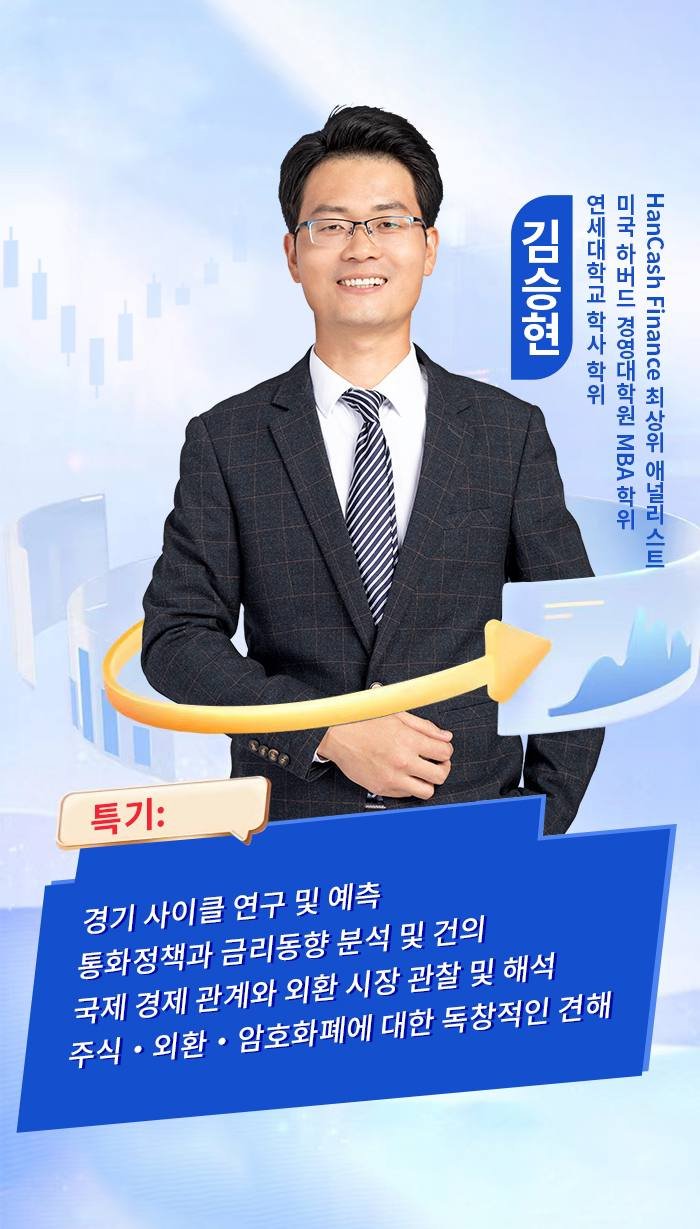 HanCash Finance 최상위 애널리스트
미국 하버드 경영대학원 MBA 학위
연세대학교 학사 학위
김승현
특기:
경기 사이클 연구 및 예측
통화정책과 금리동향 분석 및 건의
국제 경제 관계와 외환 시장 관찰 및 해석
주식·외환·암호화폐에 대한 독창적인 견해